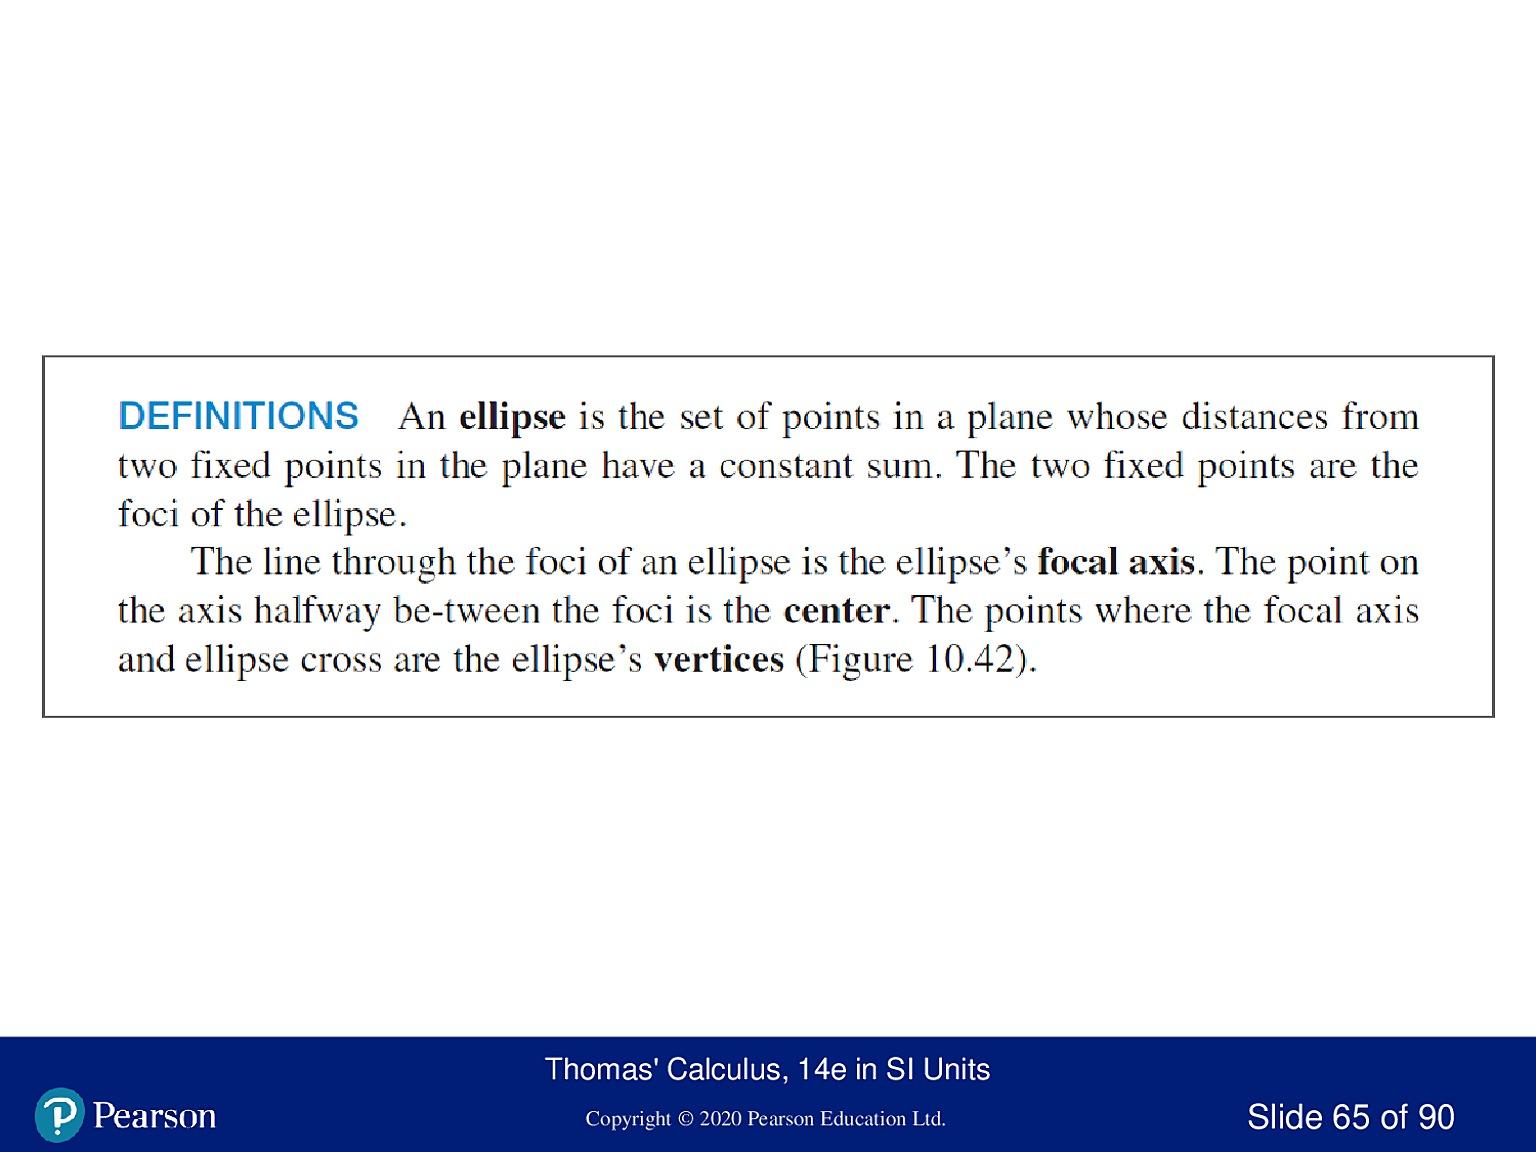 DEFINITIONS An ellipse is the set of points in a plane whose distances from
two fixed points in the plane have a constant sum. The two fixed points are the
foci of the ellipse.
The line through the foci of an ellipse is the ellipse’s focal axis. The point on
the axis halfway be-tween the foci is the center. The points where the focal axis
and ellipse cross are the ellipse’s vertices (Figure 10.42).
Thomas' Calculus, 14e in SI Units
Pearson
Copyright © 2020 Pearson Education Ltd.
Slide 65 of 90